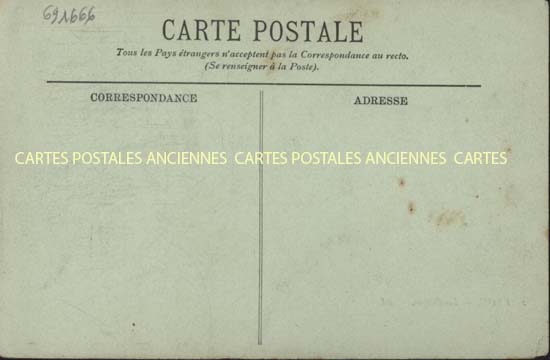 691666
CARTE POSTALE
Tous les Pays étrangers n'acceptent pas la Correspondance au recto.
(Se renseigner à la Poste).
CORRESPONDANCE
ADRESSE
CARTES POSTALES ANCIENNES CARTES POSTALES ANCIENNES CARTES